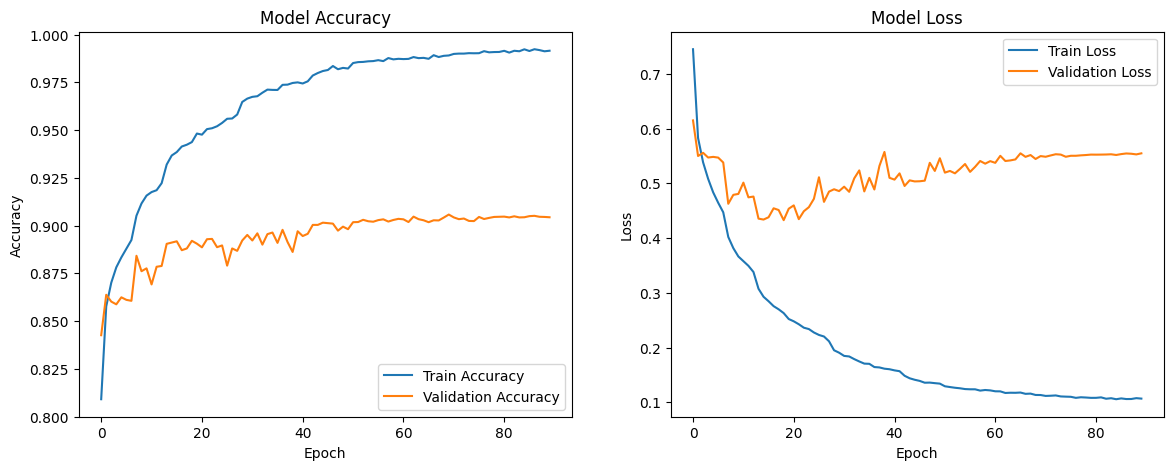 Model Accuracy
1.000
0.975
0.950
0.925
0.900
0.875
0.850
0.825
0.800
Accuracy
0
20
40
60
80
Epoch
Train Accuracy
Validation Accuracy
Model Loss
0.7
0.6
0.5
0.4
0.3
0.2
0.1
Loss
0
20
40
60
80
Epoch
Train Loss
Validation Loss